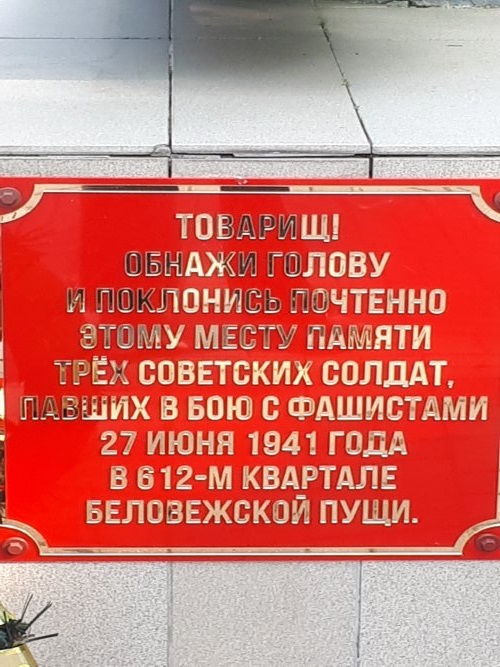 ТОВАРИЩ!
ОБНАЖИ ГОЛОВУ
И ПОКЛОНИСЬ ПОЧТЕННО
ЭТОМУ МЕСТУ ПАМЯТИ
ТРЁХ СОВЕТСКИХ СОЛДАТ,
ПАВШИХ В БОЮ С ФАШИСТАМИ
27 ИЮНЯ 1941 ГОДА
В 612-М КВАРТАЛЕ
БЕЛОВЕЖСКОЙ ПУЩИ.